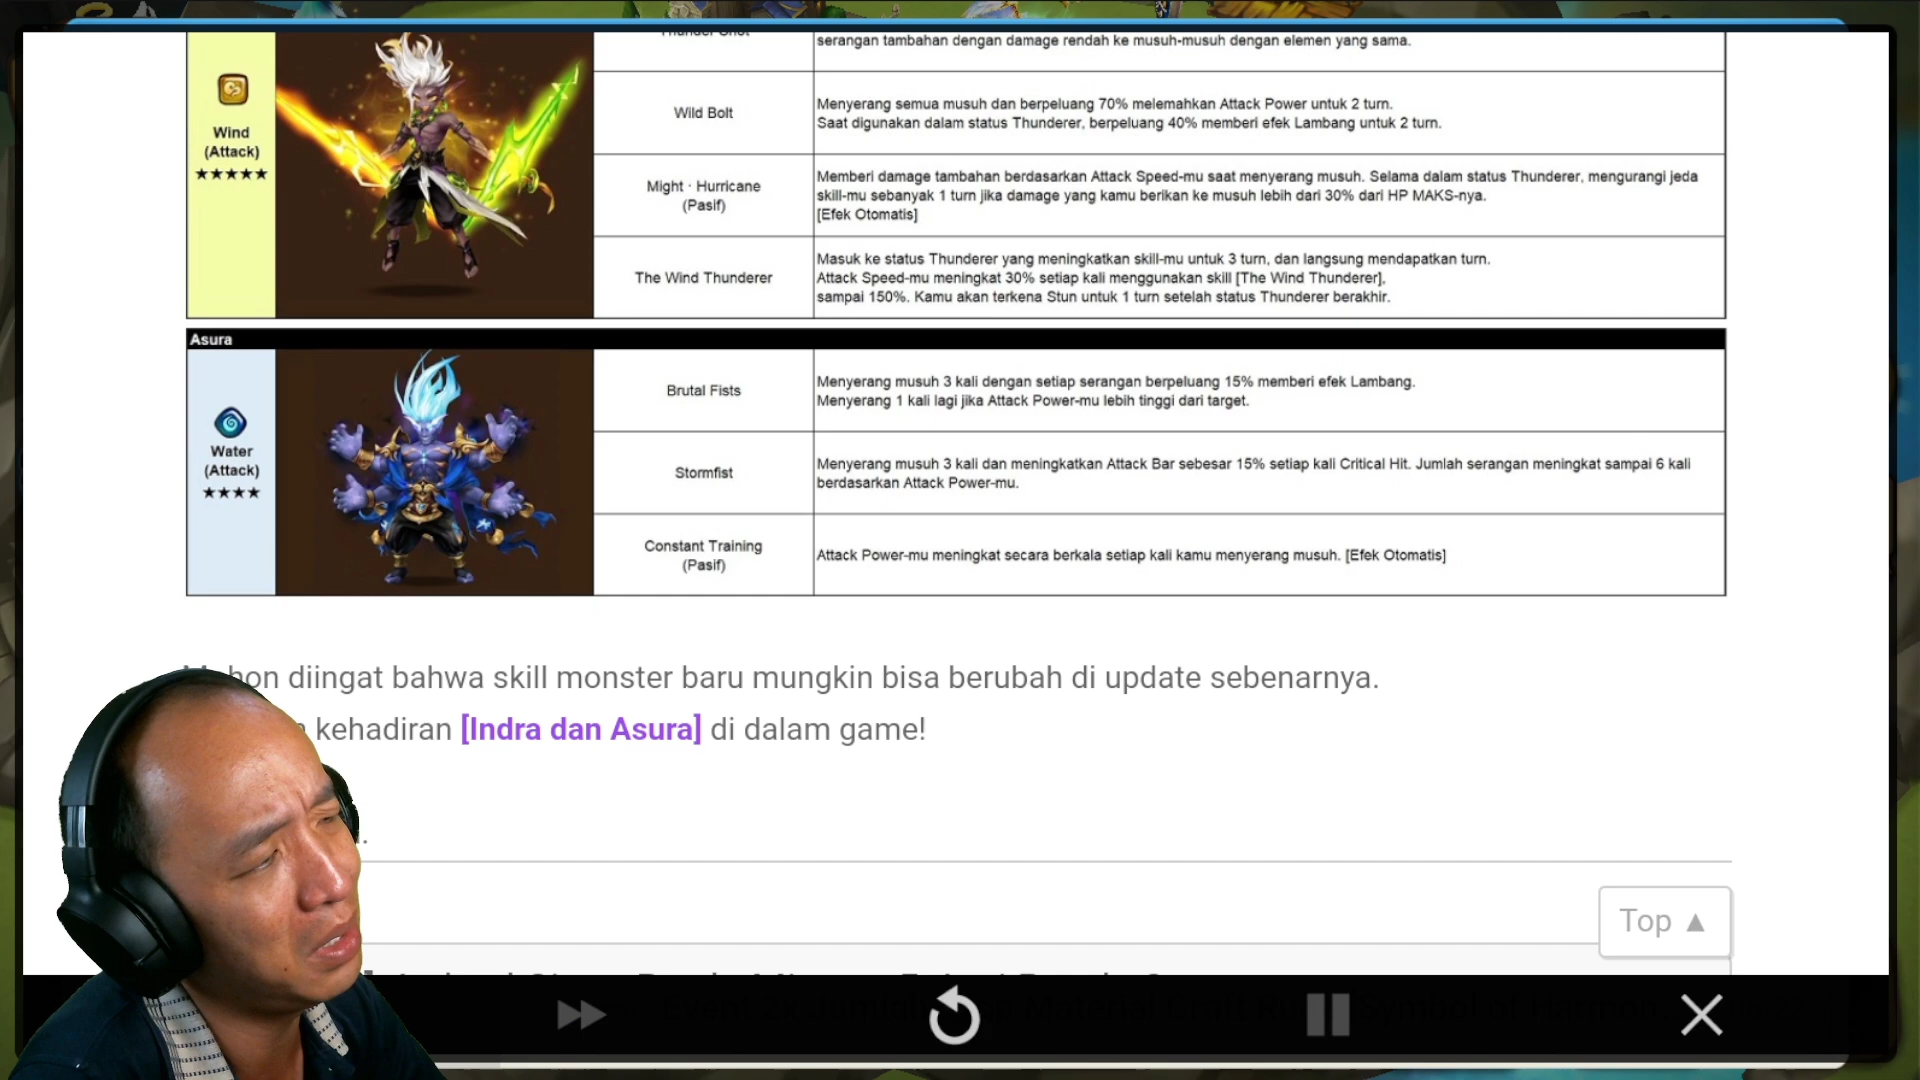 serangan tambahan dengan damage rendah ke musuh-musuh dengan elemen yang sama.
Wind
(Attack)
★★★★★
Wild Bolt
Menyerang semua musuh dan berpeluang 70% melemahkan Attack Power untuk 2 turn.
Saat digunakan dalam status Thunderer, berpeluang 40% memberi efek Lambang untuk 2 turn.
Might · Hurricane
(Pasif)
Memberi damage tambahan berdasarkan Attack Speed-mu saat menyerang musuh. Selama dalam status Thunderer, mengurangi jeda
skill-mu sebanyak 1 turn jika damage yang kamu berikan ke musuh lebih dari 30% dari HP MAKS-nya.
[Efek Otomatis]
The Wind Thunderer
Masuk ke status Thunderer yang meningkatkan skill-mu untuk 3 turn, dan langsung mendapatkan turn.
Attack Speed-mu meningkat 30% setiap kali menggunakan skill [The Wind Thunderer],
sampai 150%. Kamu akan terkena Stun untuk 1 turn setelah status Thunderer berakhir.
Asura
Water
(Attack)
★★★★
Brutal Fists
Menyerang musuh 3 kali dengan setiap serangan berpeluang 15% memberi efek Lambang.
Menyerang 1 kali lagi jika Attack Power-mu lebih tinggi dari target.
Stormfist
Menyerang musuh 3 kali dan meningkatkan Attack Bar sebesar 15% setiap kali Critical Hit. Jumlah serangan meningkat sampai 6 kali
berdasarkan Attack Power-mu.
Constant Training
(Pasif)
Attack Power-mu meningkat secara berkala setiap kali kamu menyerang musuh. [Efek Otomatis]
diingat bahwa skill monster baru mungkin bisa berubah di update sebenarnya.
kehadiran [Indra dan Asura] di dalam game!
Top ▲